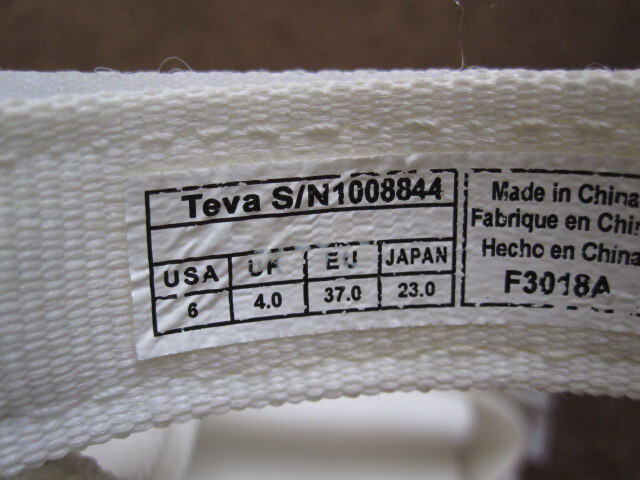 Teva S/N1008844
USA UK EU JAPAN
6 4.0 37.0 23.0
Made in China
Fabrique en Chin
Hecho en China
F3018A